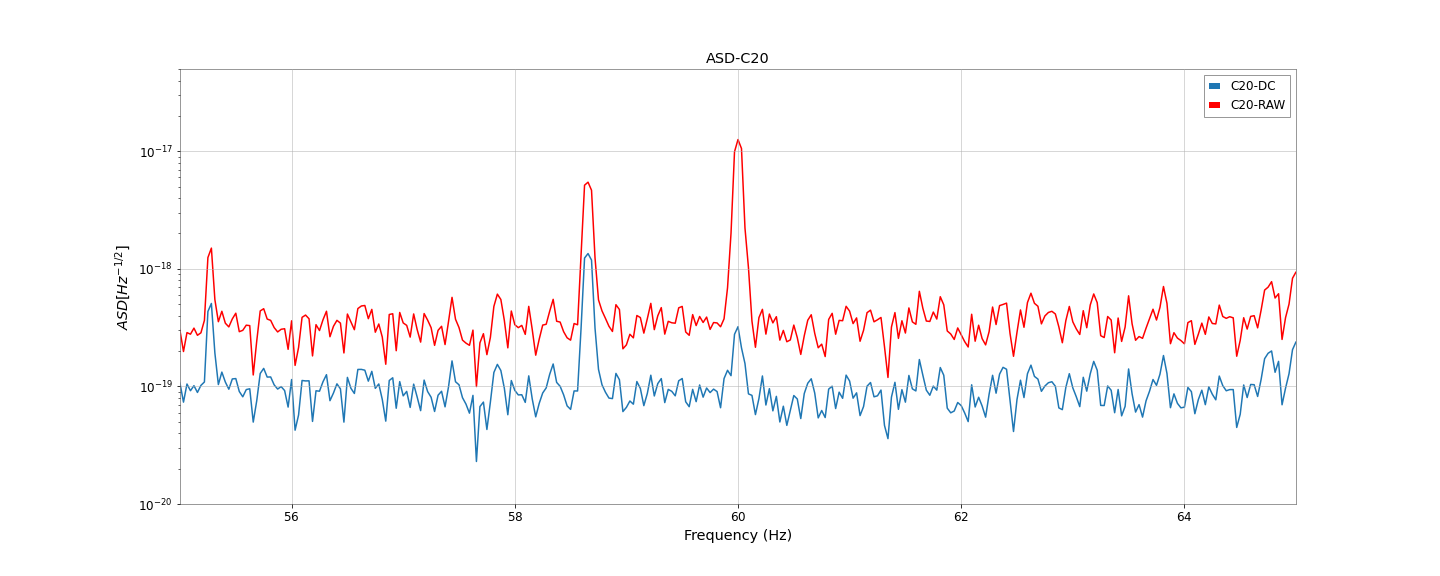 ASD-C20
C20-DC
C20-RAW
10⁻¹⁷
10⁻¹⁸
10⁻¹⁹
10⁻²⁰
ASD[Hz⁻¹/²]
56 58 60 62 64
Frequency (Hz)